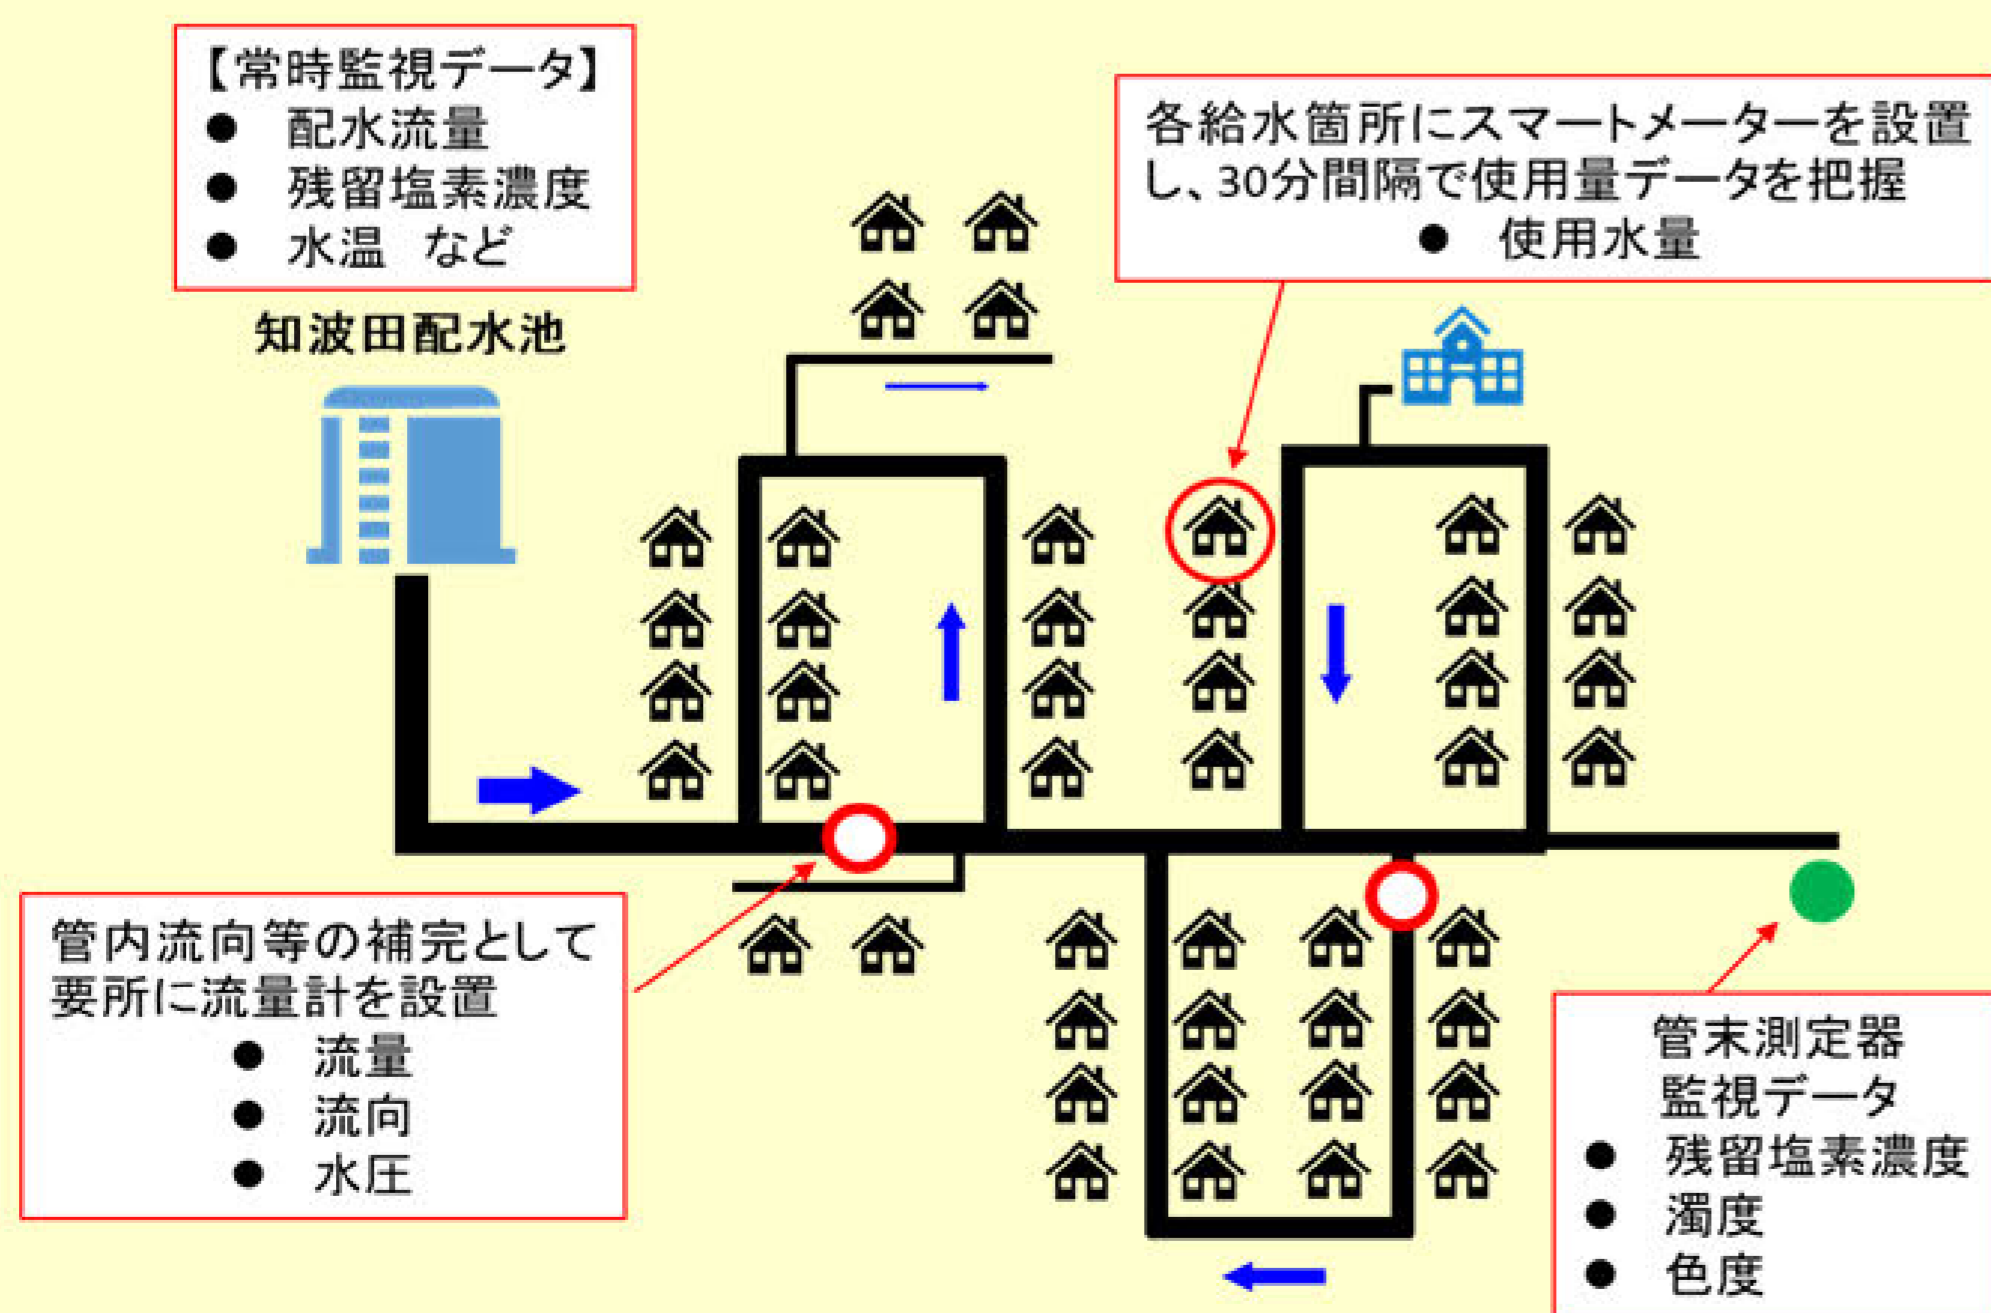 【常時監視データ】
● 配水流量
● 残留塩素濃度
● 水温 など
知波田配水池
各給水箇所にスマートメーターを設置
し、30分間隔で使用量データを把握
● 使用水量
管内流向等の補完として
要所に流量計を設置
● 流量
● 流向
● 水圧
管末測定器
監視データ
● 残留塩素濃度
● 濁度
● 色度